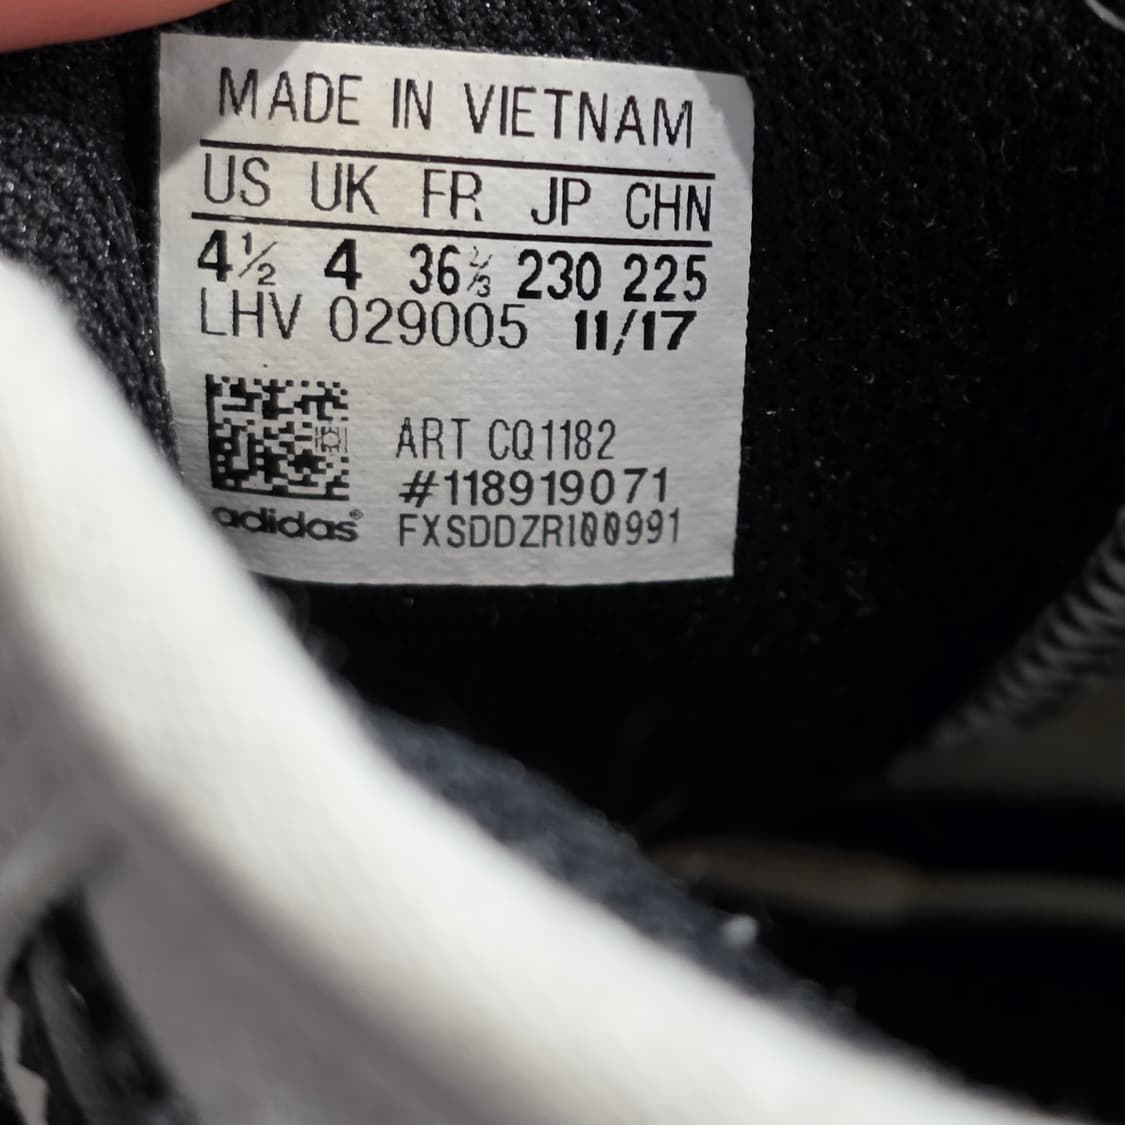 MADE IN VIETNAM
US UK FR JP CHN
4½ 4 36⅔ 230 225
LHV 029005 11/17
ART CQ1182
#118919071
adidas® FXSDDZRI00991